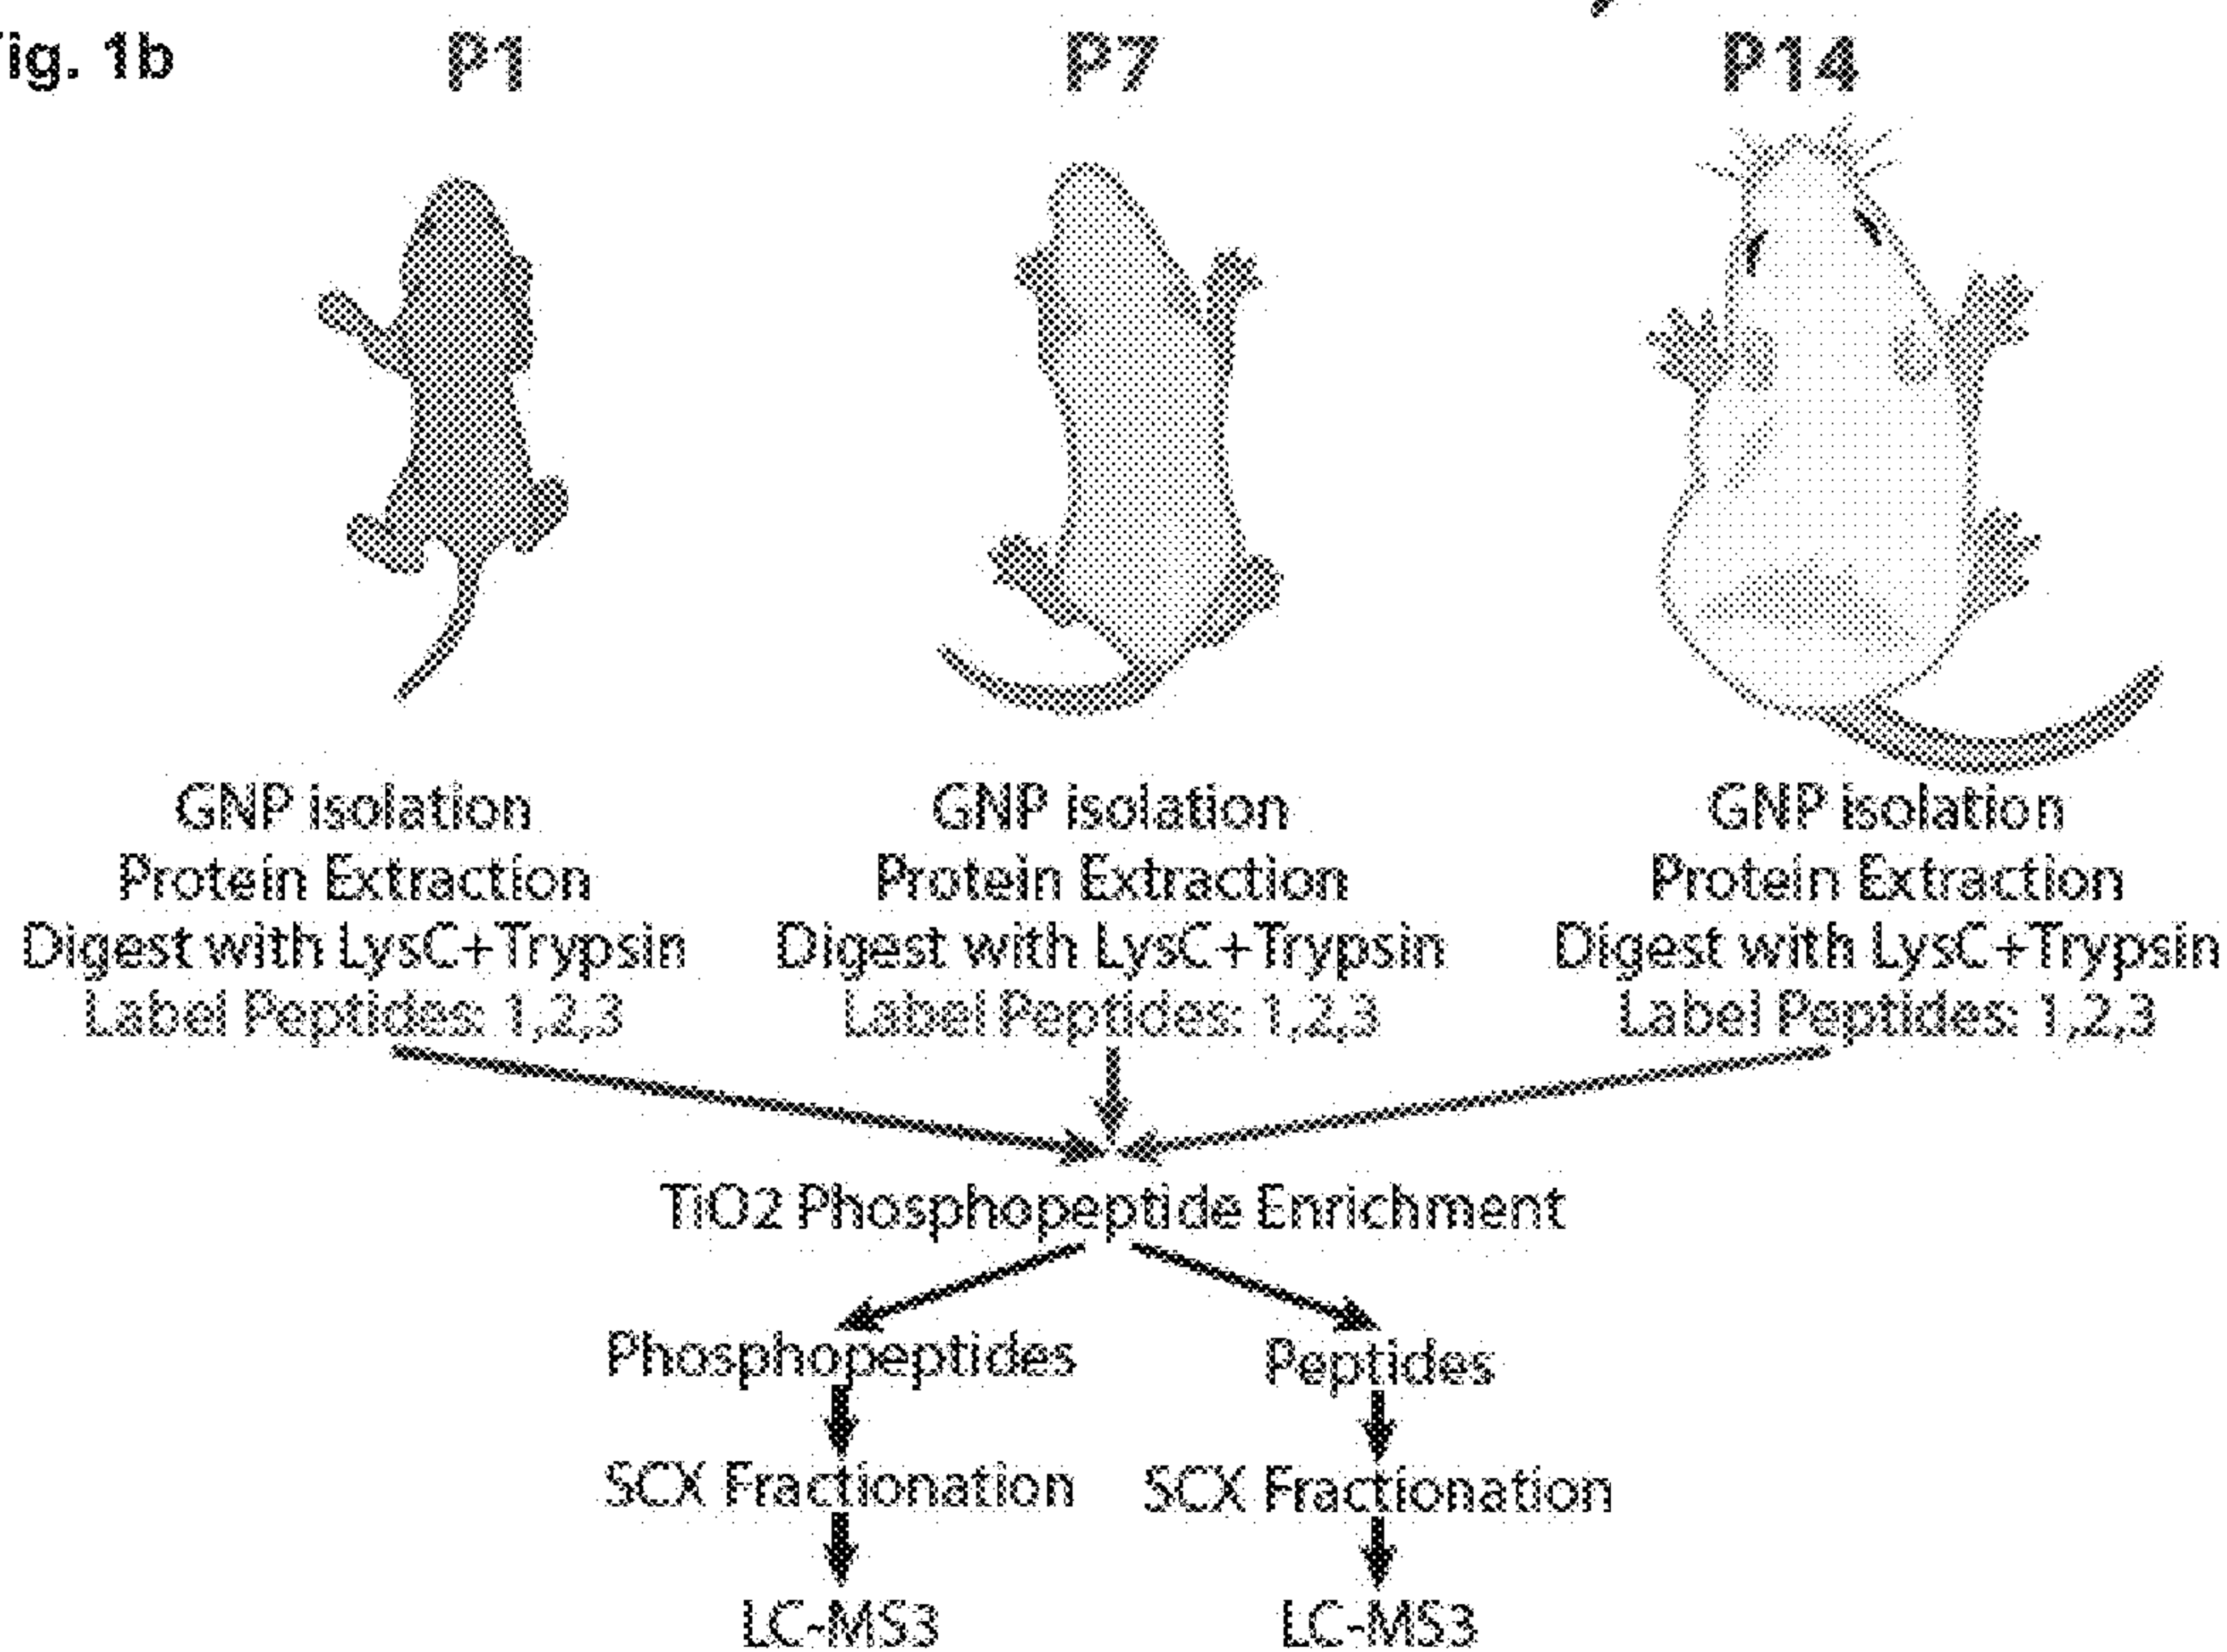 ig. 1b P1 P7 P14
GNP isolation GNP isolation GNP isolation
Protein Extraction Protein Extraction Protein Extraction
Digest with LysC+Trypsin Digest with LysC+Trypsin Digest with LysC+Trypsin
Label Peptides: 1,2,3 Label Peptides: 1,2,3 Label Peptides: 1,2,3
TiO2 Phosphopeptide Enrichment
Phosphopeptides Peptides
SCX Fractionation SCX Fractionation
LC-MS3 LC-MS3